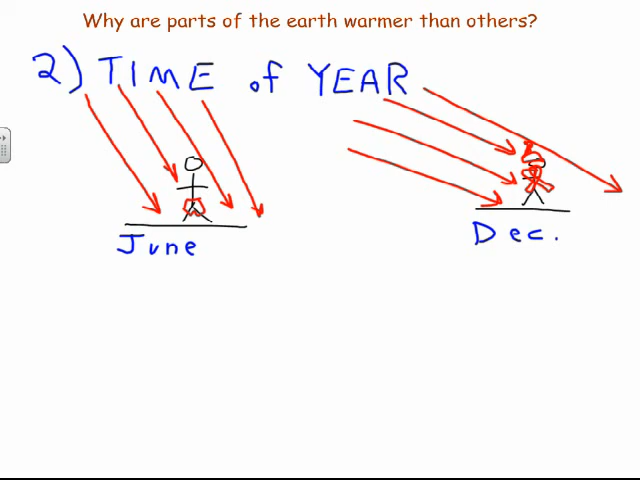 Why are parts of the earth warmer than others?
2) TIME of YEAR
June
Dec.